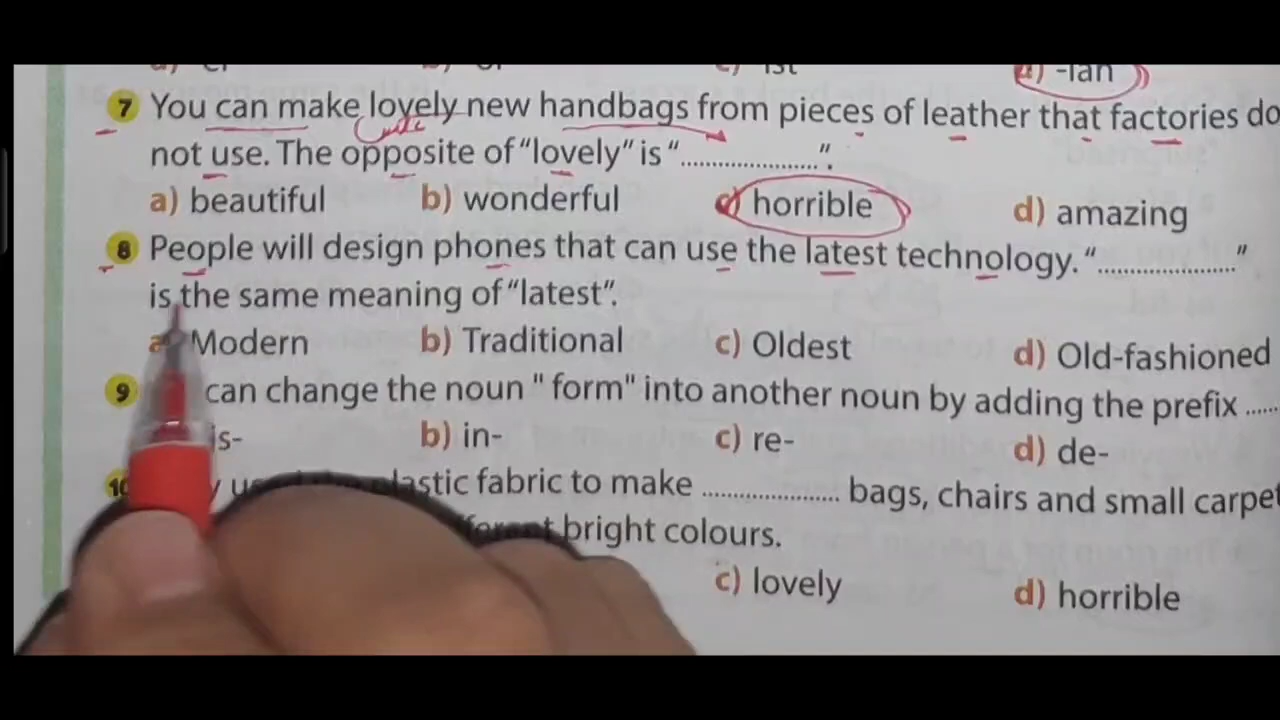 d) -ian
7 You can make lovely new handbags from pieces of leather that factories do
not use. The opposite of “lovely” is “....................”.
a) beautiful b) wonderful c) horrible d) amazing
8 People will design phones that can use the latest technology. “....................”
is the same meaning of “latest”.
a Modern b) Traditional c) Oldest d) Old-fashioned
9 can change the noun " form" into another noun by adding the prefix .....
is- b) in- c) re- d) de-
10 plastic fabric to make .................... bags, chairs and small carpet
bright colours.
c) lovely d) horrible